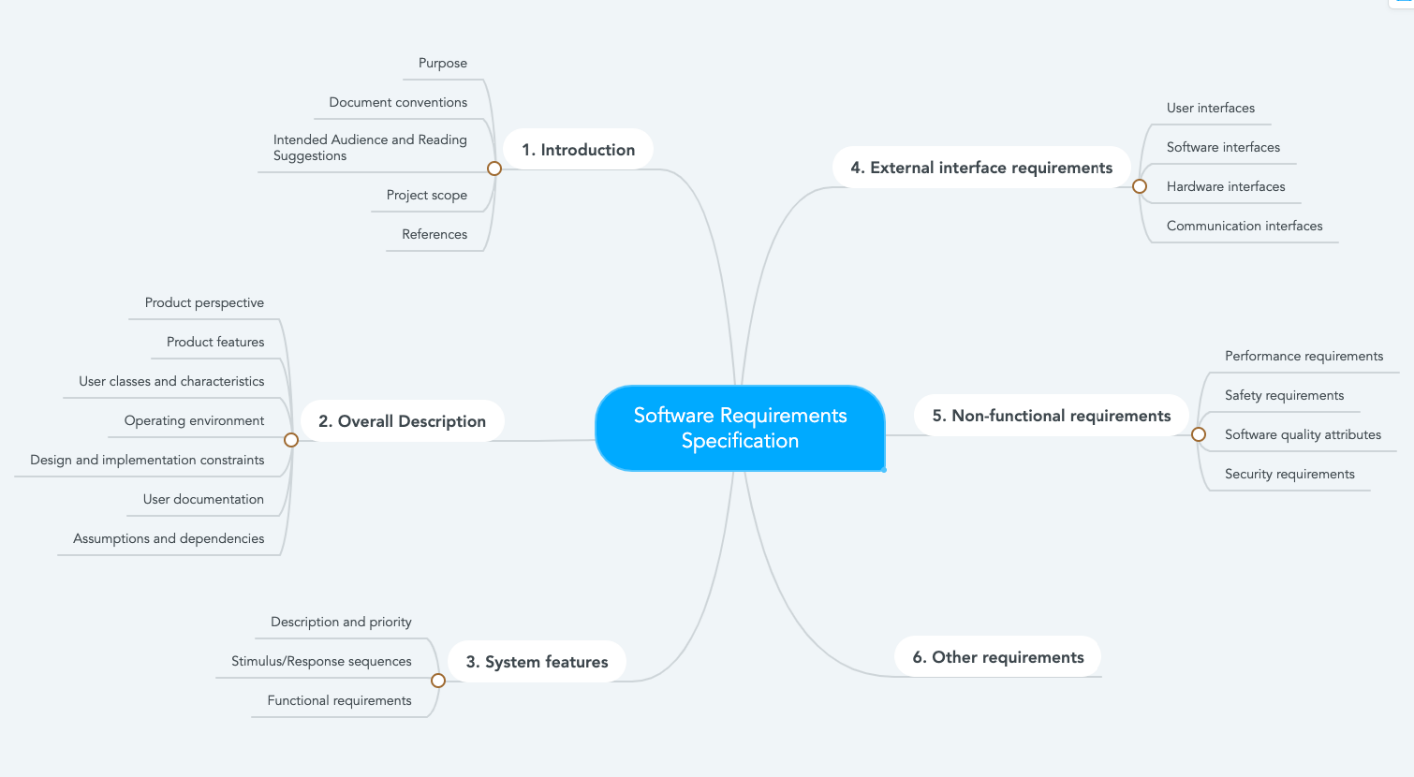 Software Requirements
Specification
1. Introduction
Purpose
Document conventions
Intended Audience and Reading
Suggestions
Project scope
References
2. Overall Description
Product perspective
Product features
User classes and characteristics
Operating environment
Design and implementation constraints
User documentation
Assumptions and dependencies
3. System features
Description and priority
Stimulus/Response sequences
Functional requirements
4. External interface requirements
User interfaces
Software interfaces
Hardware interfaces
Communication interfaces
5. Non-functional requirements
Performance requirements
Safety requirements
Software quality attributes
Security requirements
6. Other requirements